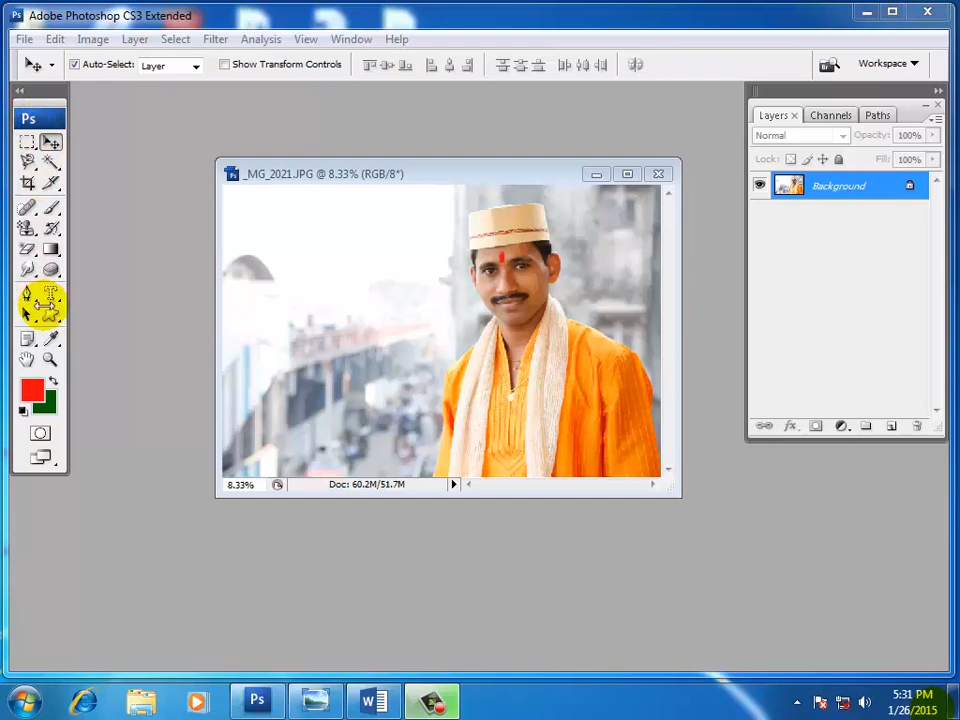 Adobe Photoshop CS3 Extended
File Edit Image Layer Select Filter Analysis View Window Help
Auto-Select: Layer Show Transform Controls Workspace
Ps
_MG_2021.JPG @ 8.33% (RGB/8*)
8.33% Doc: 60.2M/51.7M
Layers Channels Paths
Normal Opacity: 100%
Lock: Fill: 100%
Background
Ps
5:31 PM
1/26/2015